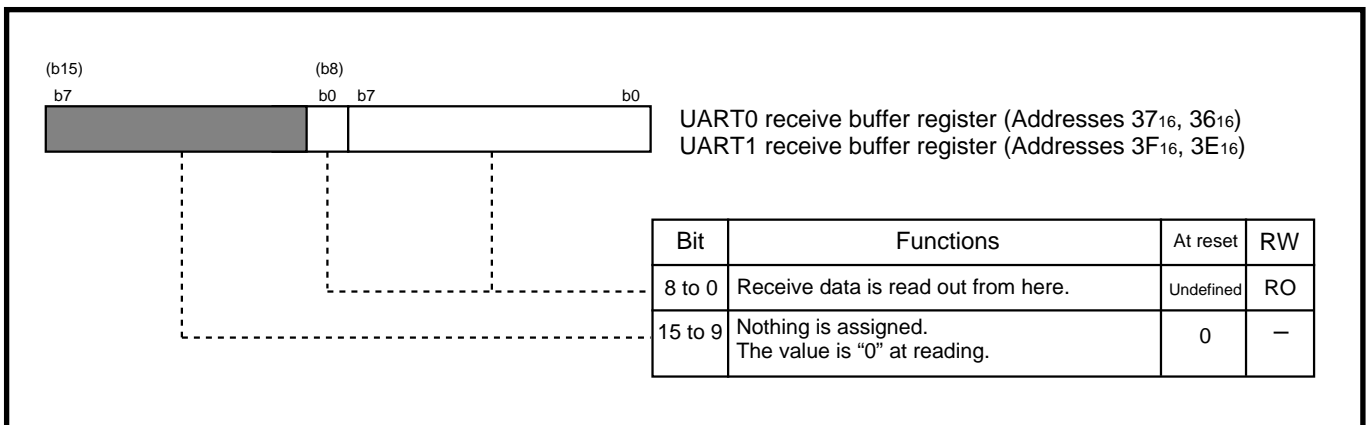 (b15) (b8)
b7 b0 b7 b0
UART0 receive buffer register (Addresses 3716, 3616)
UART1 receive buffer register (Addresses 3F16, 3E16)
Bit Functions At reset RW
8 to 0 Receive data is read out from here. Undefined RO
15 to 9 Nothing is assigned. 0 –
The value is “0” at reading.